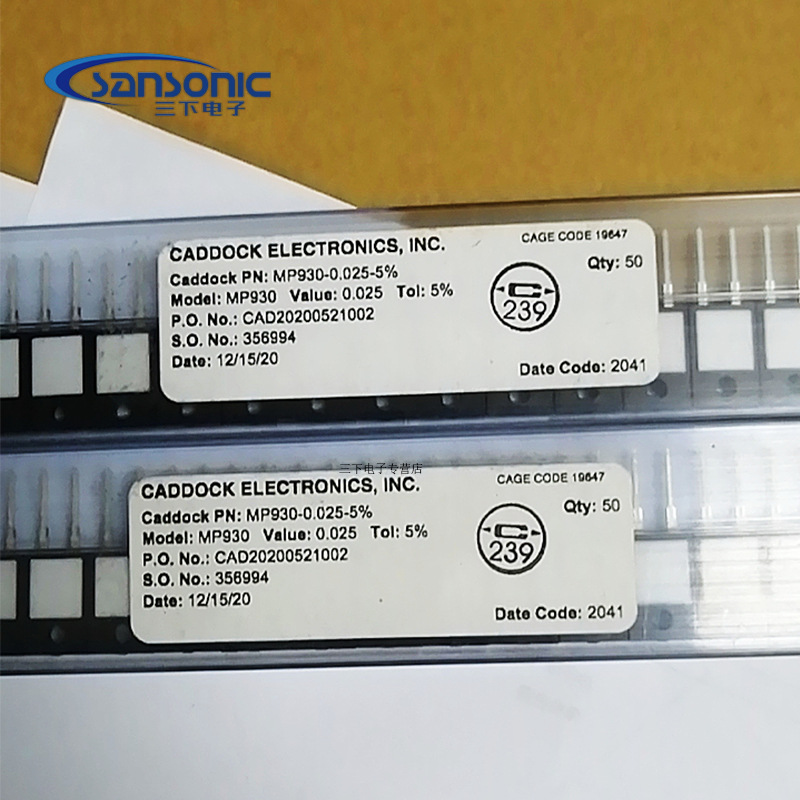 SANSONIC
三下电子
CADDOCK ELECTRONICS, INC.
CAGE CODE 19647
Caddock PN: MP930-0.025-5%
Qty: 50
Model: MP930 Value: 0.025 Tol: 5%
P.O. No.: CAD20200521002
239
S.O. No.: 356994
Date: 12/15/20
Date Code: 2041
三下电子专营店
CADDOCK ELECTRONICS, INC.
CAGE CODE 19647
Caddock PN: MP930-0.025-5%
Qty: 50
Model: MP930 Value: 0.025 Tol: 5%
P.O. No.: CAD20200521002
239
S.O. No.: 356994
Date: 12/15/20
Date Code: 2041